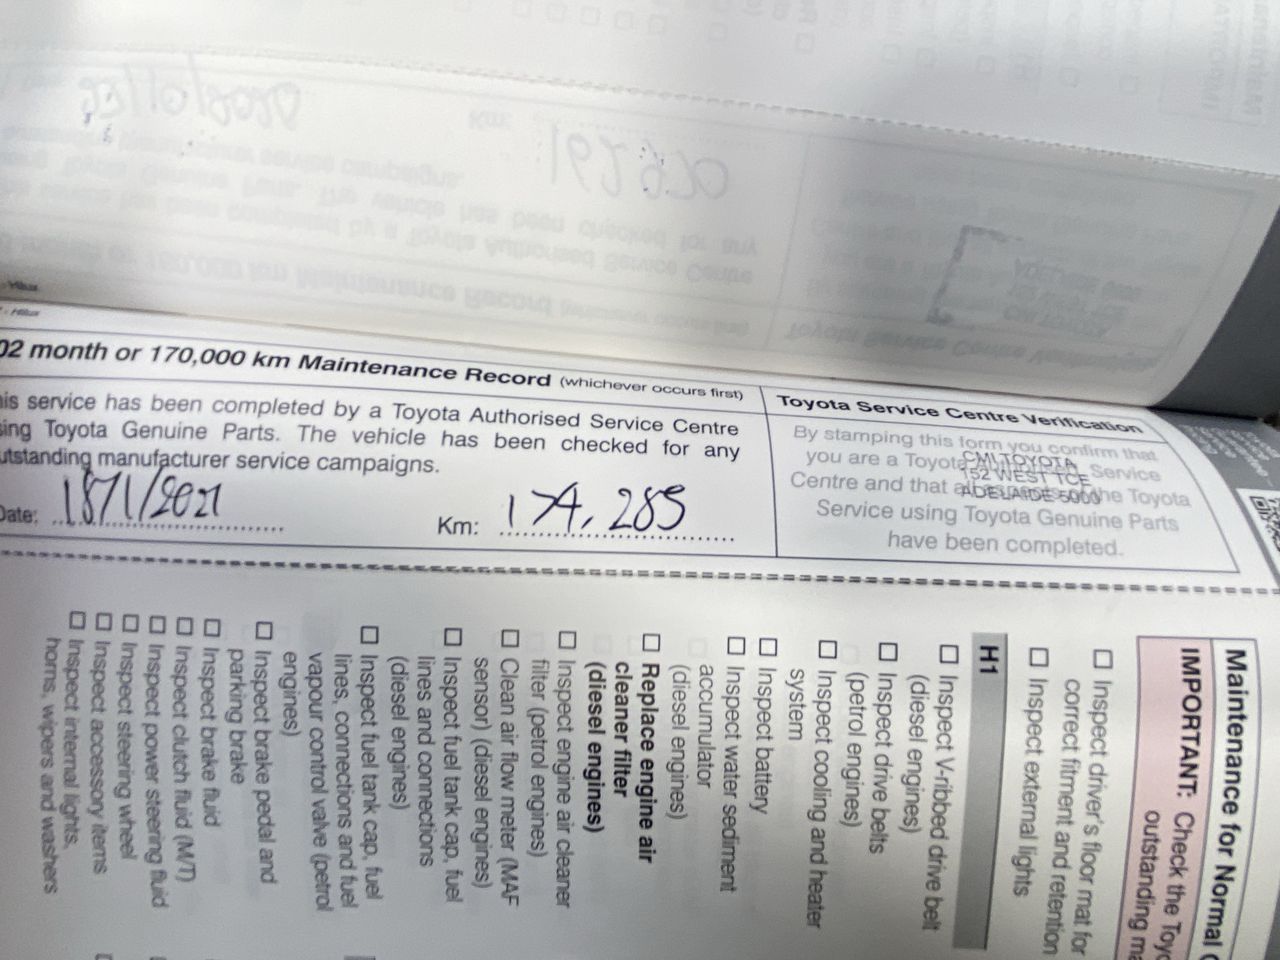 - Hilux
02 month or 170,000 km Maintenance Record (whichever occurs first)
his service has been completed by a Toyota Authorised Service Centre
sing Toyota Genuine Parts. The vehicle has been checked for any
utstanding manufacturer service campaigns.
Date: 18/1/2021
Km: 174,285
Toyota Service Centre Verification
By stamping this form you confirm that
you are a Toyota Service
Centre and that the Toyota
Service using Toyota Genuine Parts
have been completed.
CMI TOYOTA
152 WEST TCE
ADELAIDE 5000
Maintenance for Normal
IMPORTANT: Check the Toyo
outstanding ma
Inspect driver's floor mat for
correct fitment and retention
Inspect external lights
H1
Inspect V-ribbed drive belt
(diesel engines)
Inspect drive belts
(petrol engines)
Inspect cooling and heater
system
Inspect battery
Inspect water sediment
accumulator
(diesel engines)
Replace engine air
cleaner filter
(diesel engines)
Inspect engine air cleaner
filter (petrol engines)
Clean air flow meter (MAF
sensor) (diesel engines)
Inspect fuel tank cap, fuel
lines and connections
(diesel engines)
Inspect fuel tank cap, fuel
lines, connections and fuel
vapour control valve (petrol
engines)
Inspect brake pedal and
parking brake
Inspect brake fluid
Inspect clutch fluid (M/T)
Inspect power steering fluid
Inspect steering wheel
Inspect accessory items
Inspect internal lights,
horns, wipers and washers